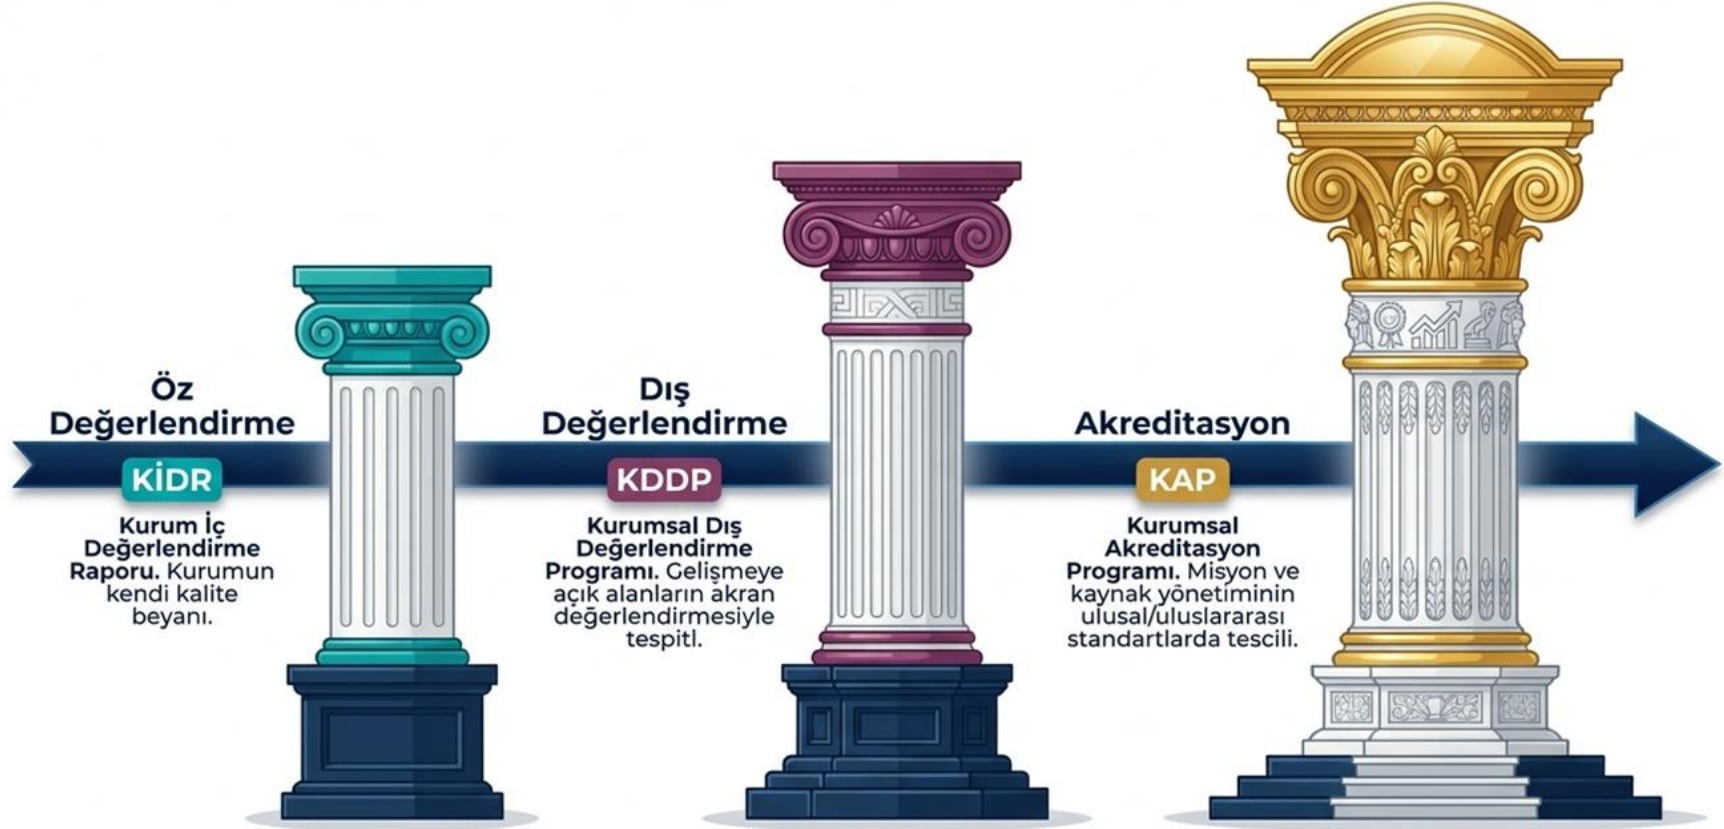 Öz
Değerlendirme
KİDR
Kurum İç
Değerlendirme
Raporu. Kurumun
kendi kalite
beyanı.
Dış
Değerlendirme
KDDP
Kurumsal Dış
Değerlendirme
Programı. Gelişmeye
açık alanların akran
değerlendirmesiyle
tespitl.
Akreditasyon
KAP
Kurumsal
Akreditasyon
Programı. Misyon ve
kaynak yönetiminin
ulusal/uluslararası
standartlarda tescili.